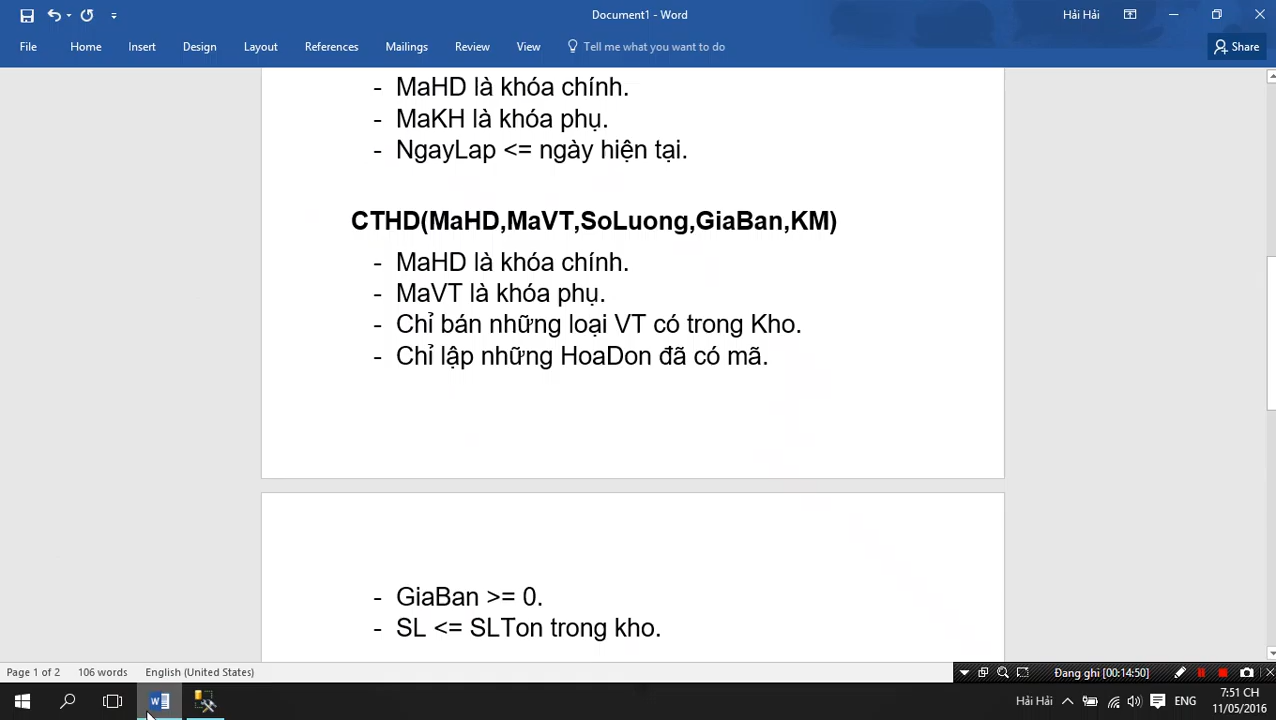 Document1 - Word
Hải Hải
File Home Insert Design Layout References Mailings Review View Tell me what you want to do
Share
- MaHD là khóa chính.
- MaKH là khóa phụ.
- NgayLap <= ngày hiện tại.
CTHD(MaHD,MaVT,SoLuong,GiaBan,KM)
- MaHD là khóa chính.
- MaVT là khóa phụ.
- Chỉ bán những loại VT có trong Kho.
- Chỉ lập những HoaDon đã có mã.
- GiaBan >= 0.
- SL <= SLTon trong kho.
Page 1 of 2 106 words English (United States)
Đang ghi [00:14:50]
Hải Hải
ENG
7:51 CH
11/05/2016